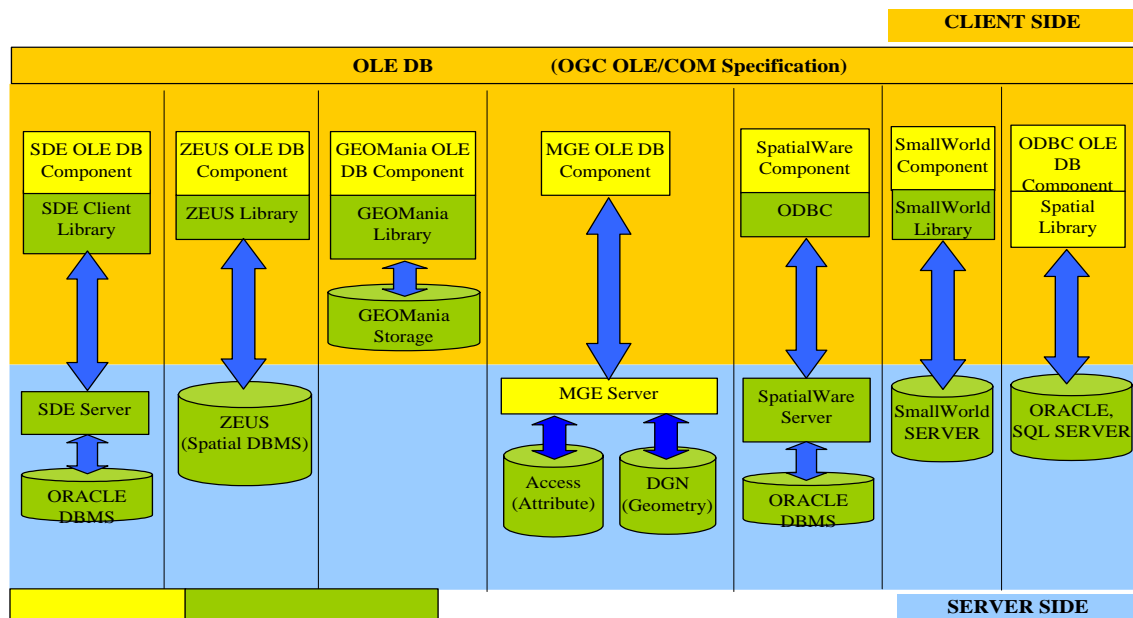 CLIENT SIDE
OLE DB (OGC OLE/COM Specification)
SDE OLE DB
Component
SDE Client
Library
SDE Server
ORACLE
DBMS
ZEUS OLE DB
Component
ZEUS Library
ZEUS
(Spatial DBMS)
GEOMania OLE
DB Component
GEOMania
Library
GEOMania
Storage
MGE OLE DB
Component
MGE Server
Access
(Attribute)
DGN
(Geometry)
SpatialWare
Component
ODBC
SpatialWare
Server
ORACLE
DBMS
SmallWorld
Component
SmallWorld
Library
SmallWorld
SERVER
ODBC OLE
DB
Component
Spatial
Library
ORACLE,
SQL SERVER
SERVER SIDE